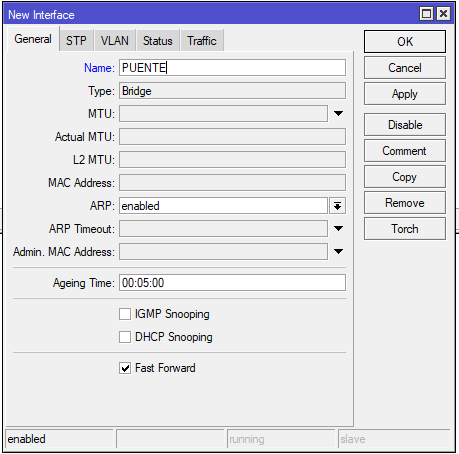 New Interface
General STP VLAN Status Traffic
Name: PUENTE
Type: Bridge
MTU:
Actual MTU:
L2 MTU:
MAC Address:
ARP: enabled
ARP Timeout:
Admin. MAC Address:
Ageing Time: 00:05:00
IGMP Snooping
DHCP Snooping
Fast Forward
OK
Cancel
Apply
Disable
Comment
Copy
Remove
Torch
enabled running slave